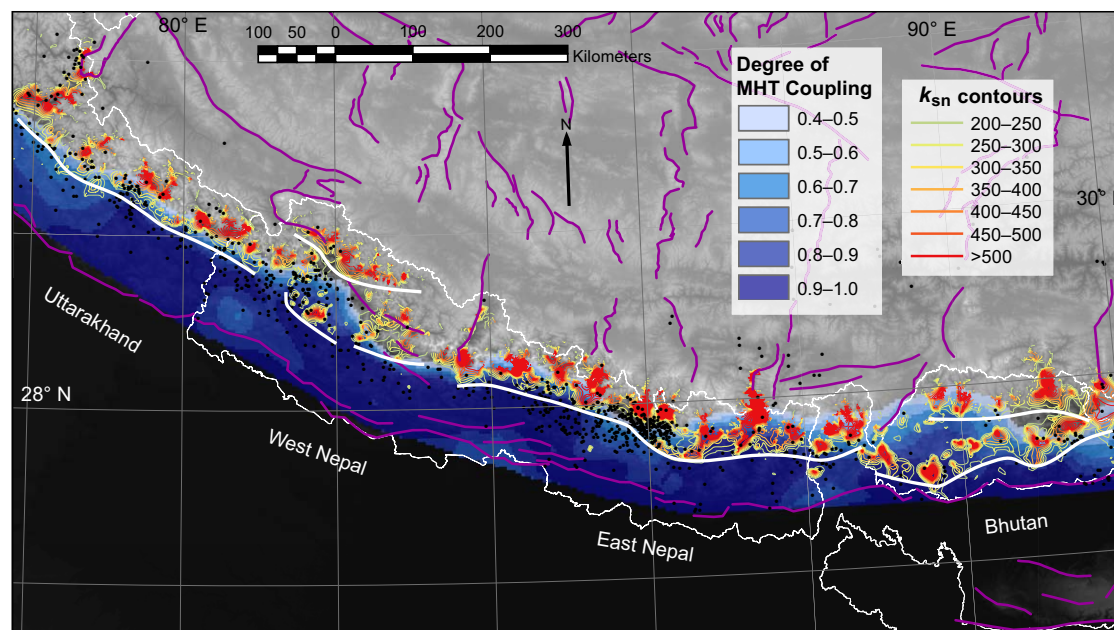 80° E
90° E
100 50 0 100 200 300
Kilometers
N
30°
Degree of
MHT Coupling
0.4–0.5
0.5–0.6
0.6–0.7
0.7–0.8
0.8–0.9
0.9–1.0
ksn contours
200–250
250–300
300–350
350–400
400–450
450–500
>500
Uttarakhand
28° N
West Nepal
East Nepal
Bhutan